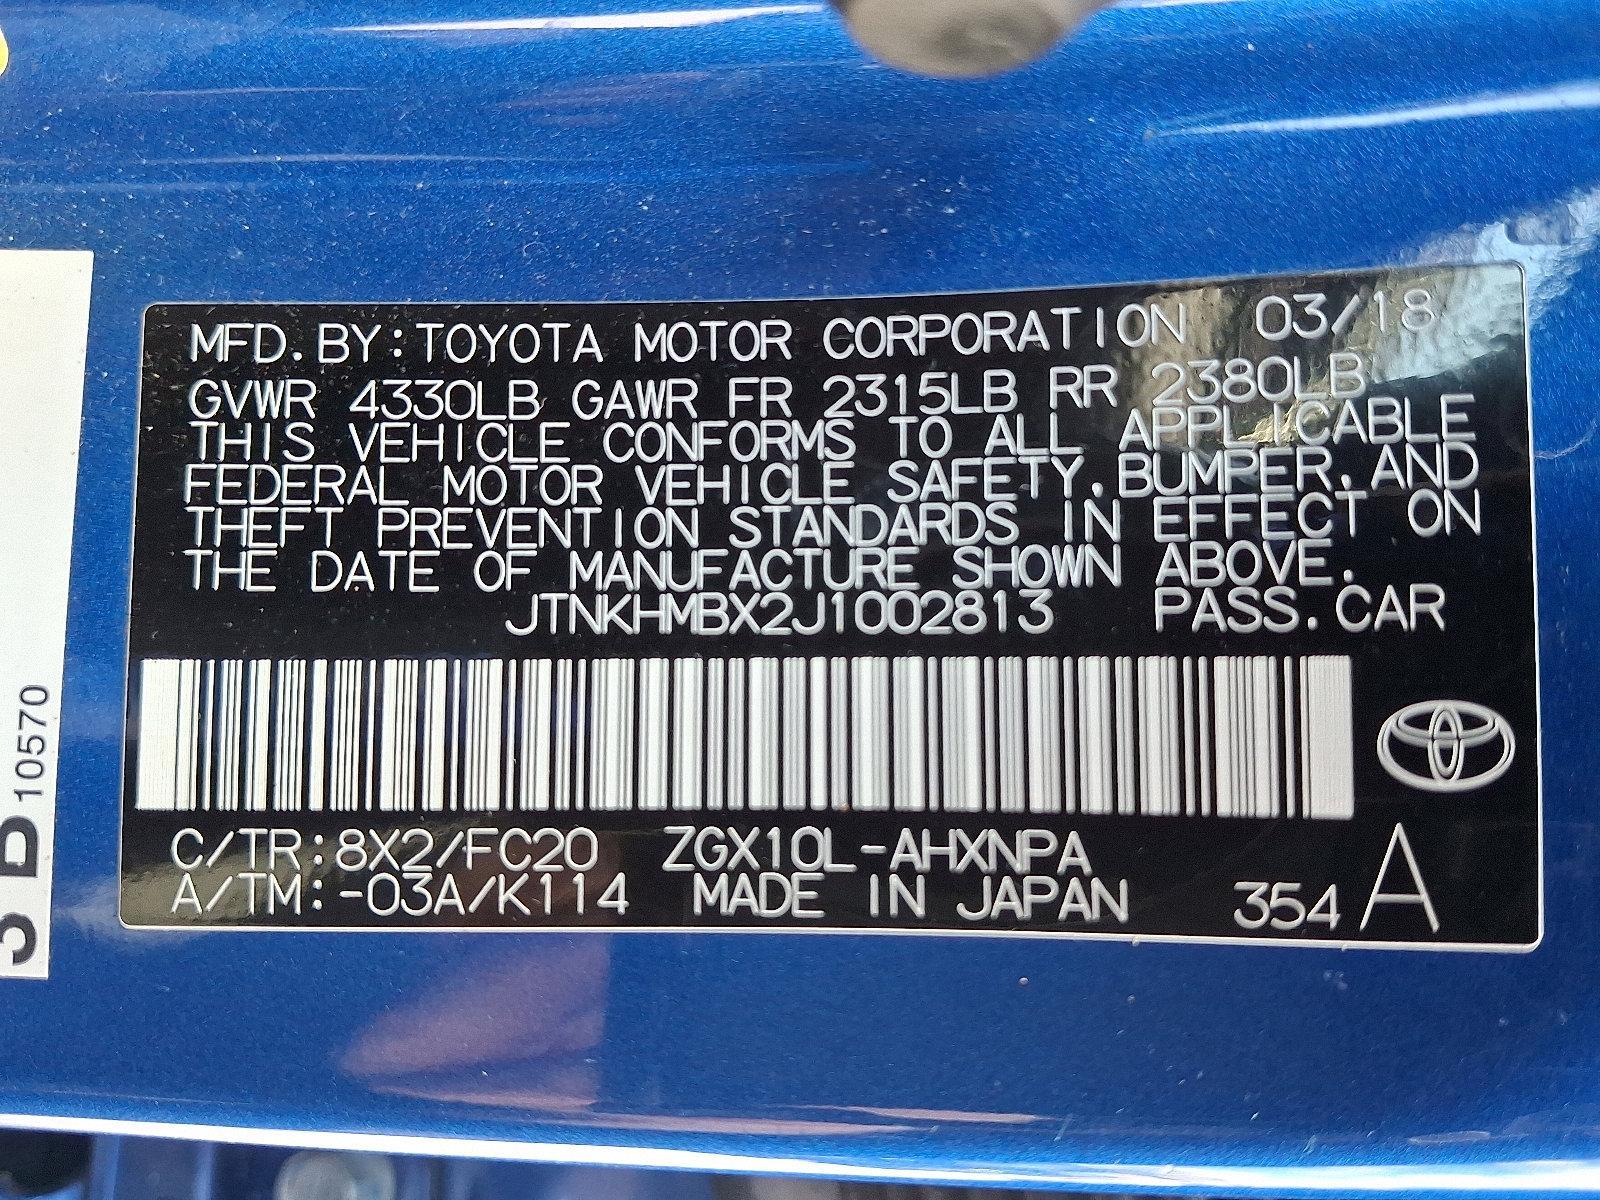 MFD. BY: TOYOTA MOTOR CORPORATION 03/18
GVWR 4330LB GAWR FR 2315LB RR 2380LB
THIS VEHICLE CONFORMS TO ALL APPLICABLE
FEDERAL MOTOR VEHICLE SAFETY, BUMPER, AND
THEFT PREVENTION STANDARDS IN EFFECT ON
THE DATE OF MANUFACTURE SHOWN ABOVE.
JTNKHMBX2J1002813 PASS. CAR
C/TR: 8X2/FC20 ZGX10L-AHXNPA
A/TM: -03A/K114 MADE IN JAPAN 354 A
10570